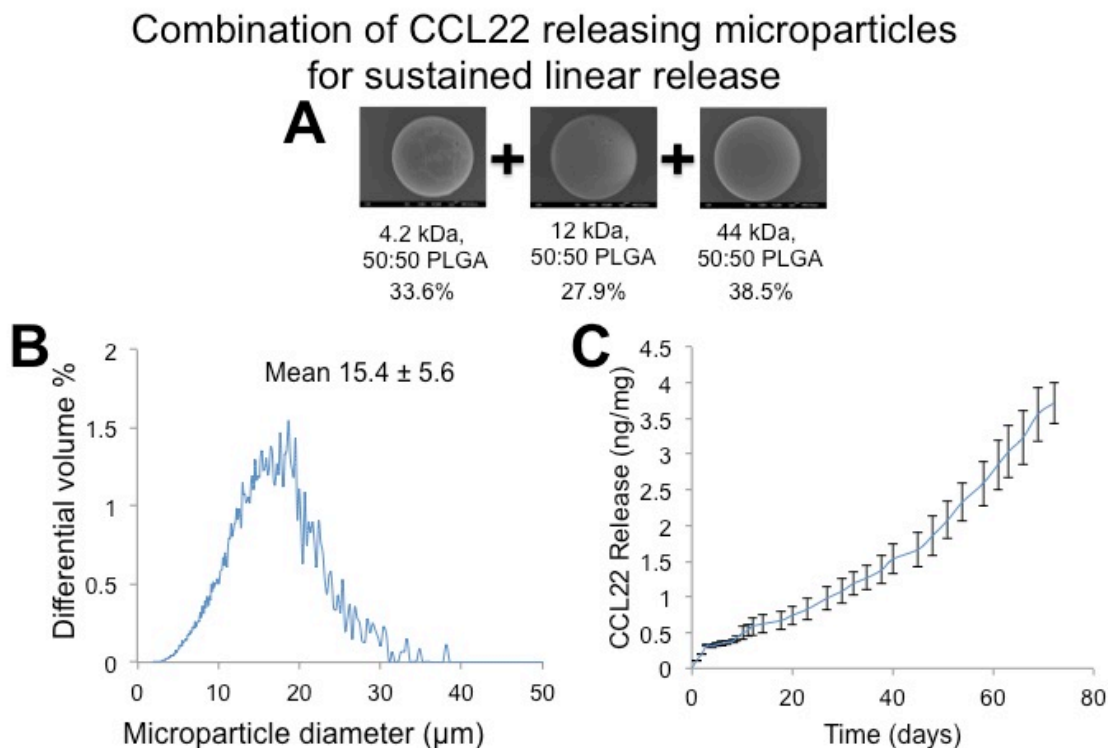 Combination of CCL22 releasing microparticles
for sustained linear release
A
+
+
4.2 kDa,
50:50 PLGA
33.6%
12 kDa,
50:50 PLGA
27.9%
44 kDa,
50:50 PLGA
38.5%
B
Mean 15.4 ± 5.6
Differential volume %
2
1.5
1
0.5
0
0 10 20 30 40 50
Microparticle diameter (µm)
C
CCL22 Release (ng/mg)
4.5
4
3.5
3
2.5
2
1.5
1
0.5
0
0 20 40 60 80
Time (days)